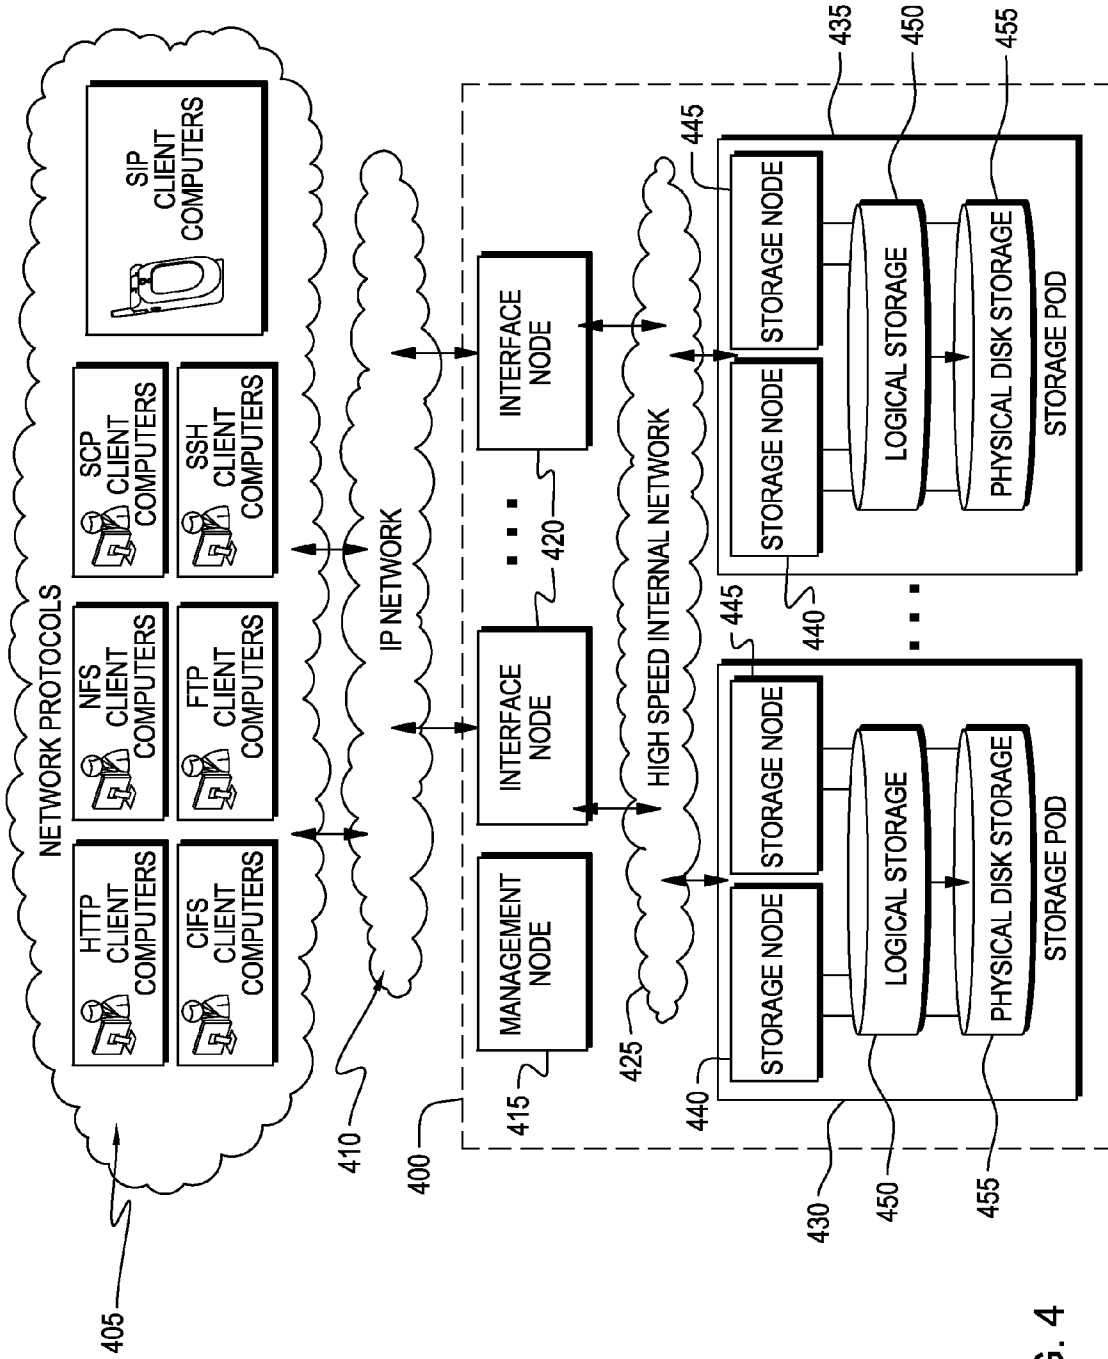 NETWORK PROTOCOLS
HTTP
CLIENT
COMPUTERS
NFS
CLIENT
COMPUTERS
SCP
CLIENT
COMPUTERS
SIP
CLIENT
COMPUTERS
CIFS
CLIENT
COMPUTERS
FTP
CLIENT
COMPUTERS
SSH
CLIENT
COMPUTERS
405
410
IP NETWORK
400
MANAGEMENT
NODE
INTERFACE
NODE
INTERFACE
NODE
415
420
425
HIGH SPEED INTERNAL NETWORK
440
445
445
STORAGE NODE
STORAGE NODE
440
STORAGE NODE
STORAGE NODE
430
435
450
LOGICAL STORAGE
LOGICAL STORAGE
450
455
PHYSICAL DISK STORAGE
PHYSICAL DISK STORAGE
455
STORAGE POD
STORAGE POD
4